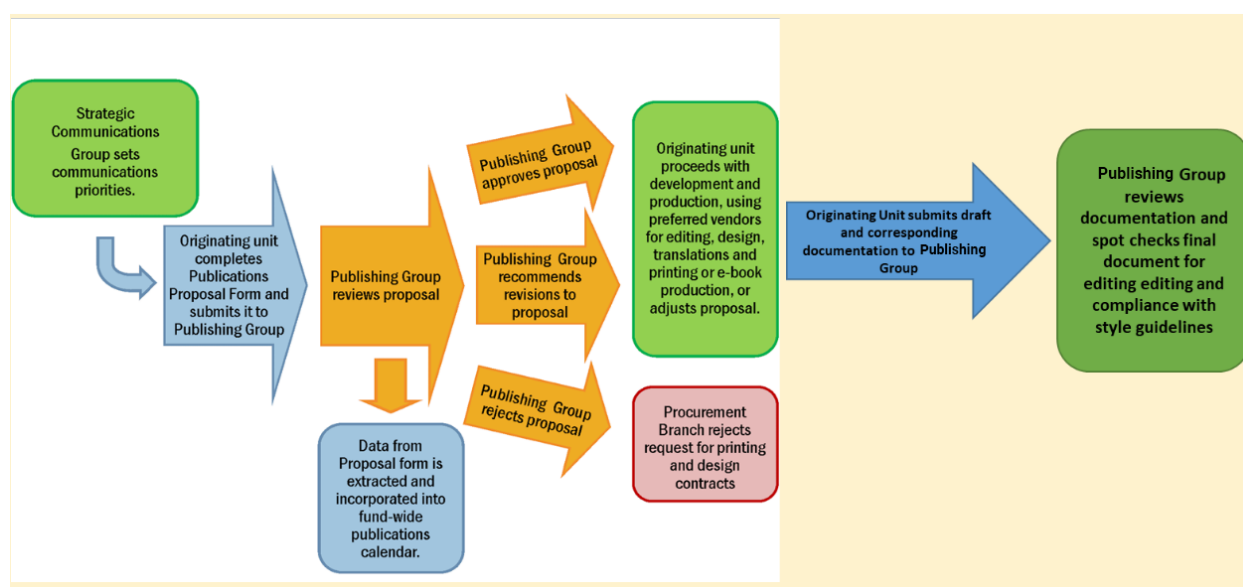 Strategic
Communications
Group sets
communications
priorities.
Originating unit
completes
Publications
Proposal Form and
submits it to
Publishing Group
Publishing Group
reviews proposal
Data from
Proposal form is
extracted and
incorporated into
fund-wide
publications
calendar.
Publishing Group
approves proposal
Publishing Group
recommends
revisions to
proposal
Publishing Group
rejects proposal
Originating unit
proceeds with
development and
production, using
preferred vendors
for editing, design,
translations and
printing or e-book
production, or
adjusts proposal.
Procurement
Branch rejects
request for printing
and design
contracts
Originating Unit submits draft
and corresponding
documentation to Publishing
Group
Publishing Group
reviews
documentation and
spot checks final
document for
editing editing and
compliance with
style guidelines